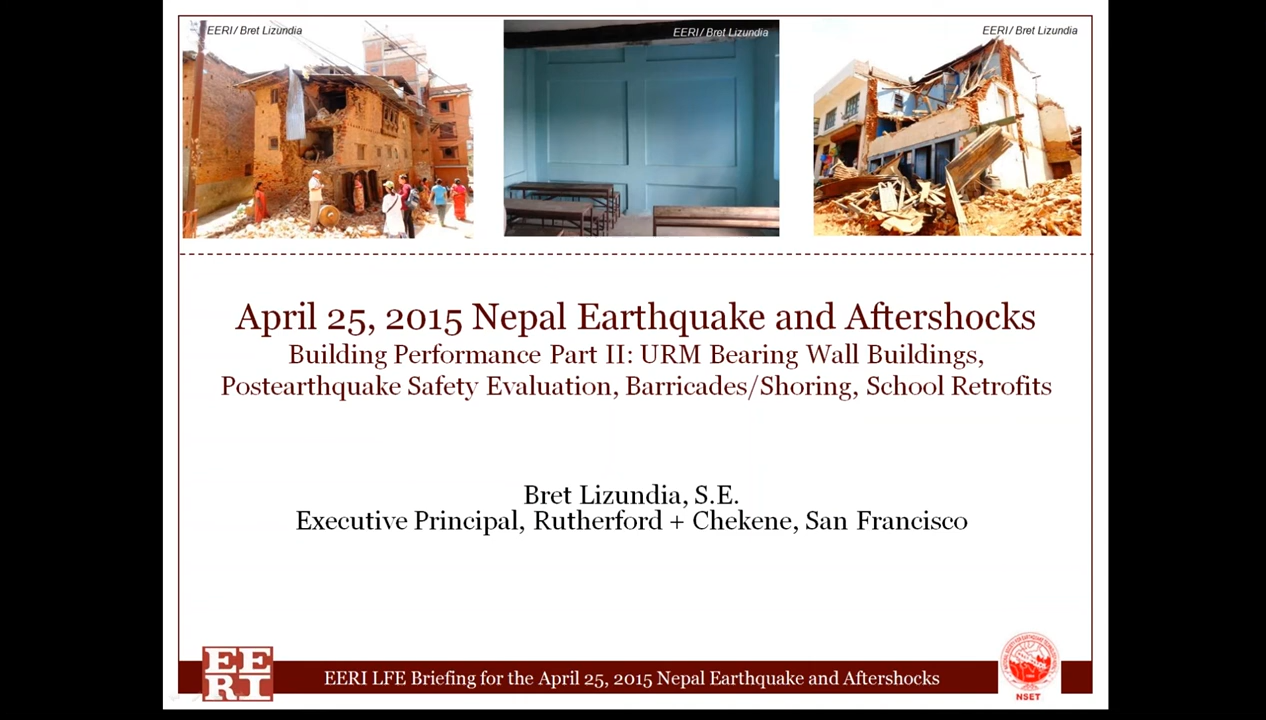 EERI / Bret Lizundia
EERI / Bret Lizundia
EERI / Bret Lizundia
April 25, 2015 Nepal Earthquake and Aftershocks
Building Performance Part II: URM Bearing Wall Buildings,
Postearthquake Safety Evaluation, Barricades/Shoring, School Retrofits
Bret Lizundia, S.E.
Executive Principal, Rutherford + Chekene, San Francisco
EE
RI
EERI LFE Briefing for the April 25, 2015 Nepal Earthquake and Aftershocks
NSET